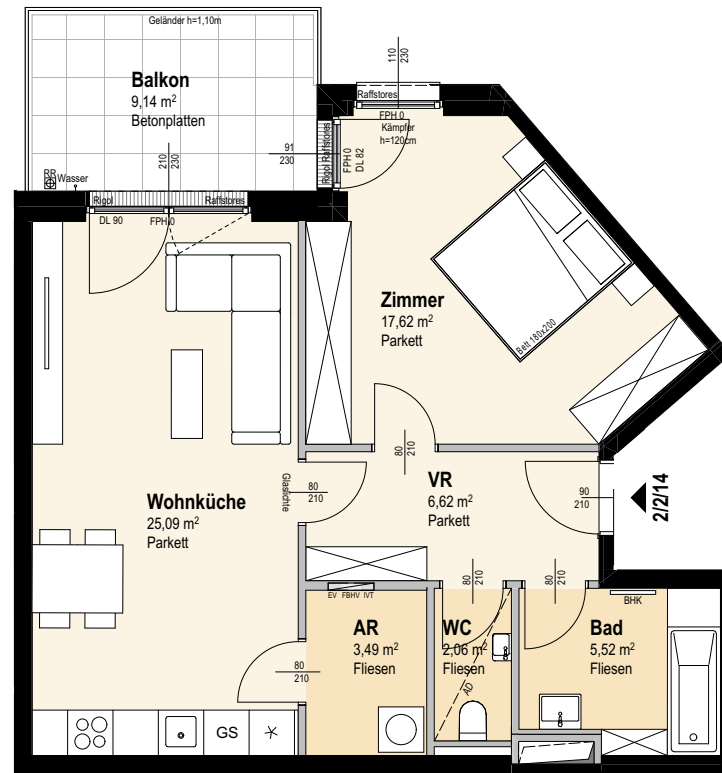 Geländer h=1,10m
Balkon
9,14 m²
Betonplatten
110
230
Raffstores
FPH 0
Kämpfer
h=120cm
91
230
Rigol Raffstores
FPH 0
DL 82
210
230
RR
Wasser
Rigol
Raffstores
DL 90
FPH 0
Zimmer
17,62 m²
Parkett
Bett 180x200
80
210
Wohnküche
25,09 m²
Parkett
Glaslichte
80
210
VR
6,62 m²
Parkett
90
210
2/2/14
80
210
80
210
EV FBHV IVT
BHK
AR
3,49 m²
Fliesen
WC
2,06 m²
Fliesen
AD
Bad
5,52 m²
Fliesen
80
210
GS